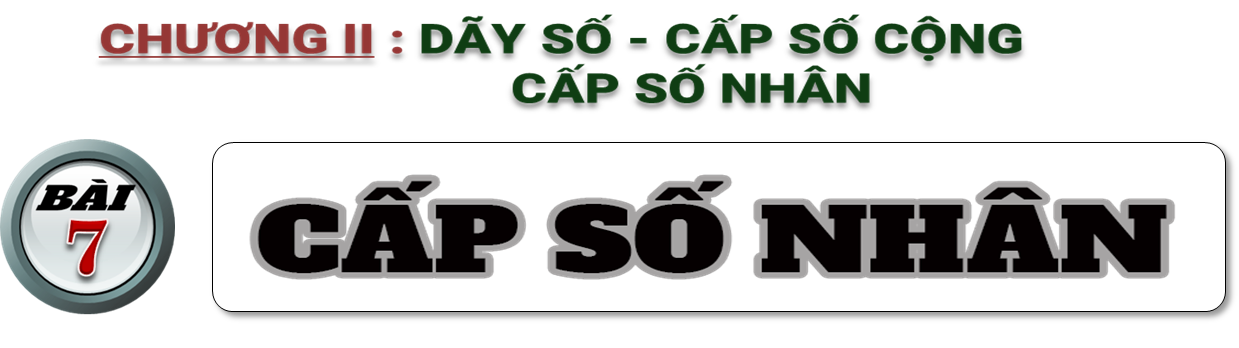 CHƯƠNG II : DÃY SỐ - CẤP SỐ CỘNG
CẤP SỐ NHÂN
BÀI
7
CẤP SỐ NHÂN